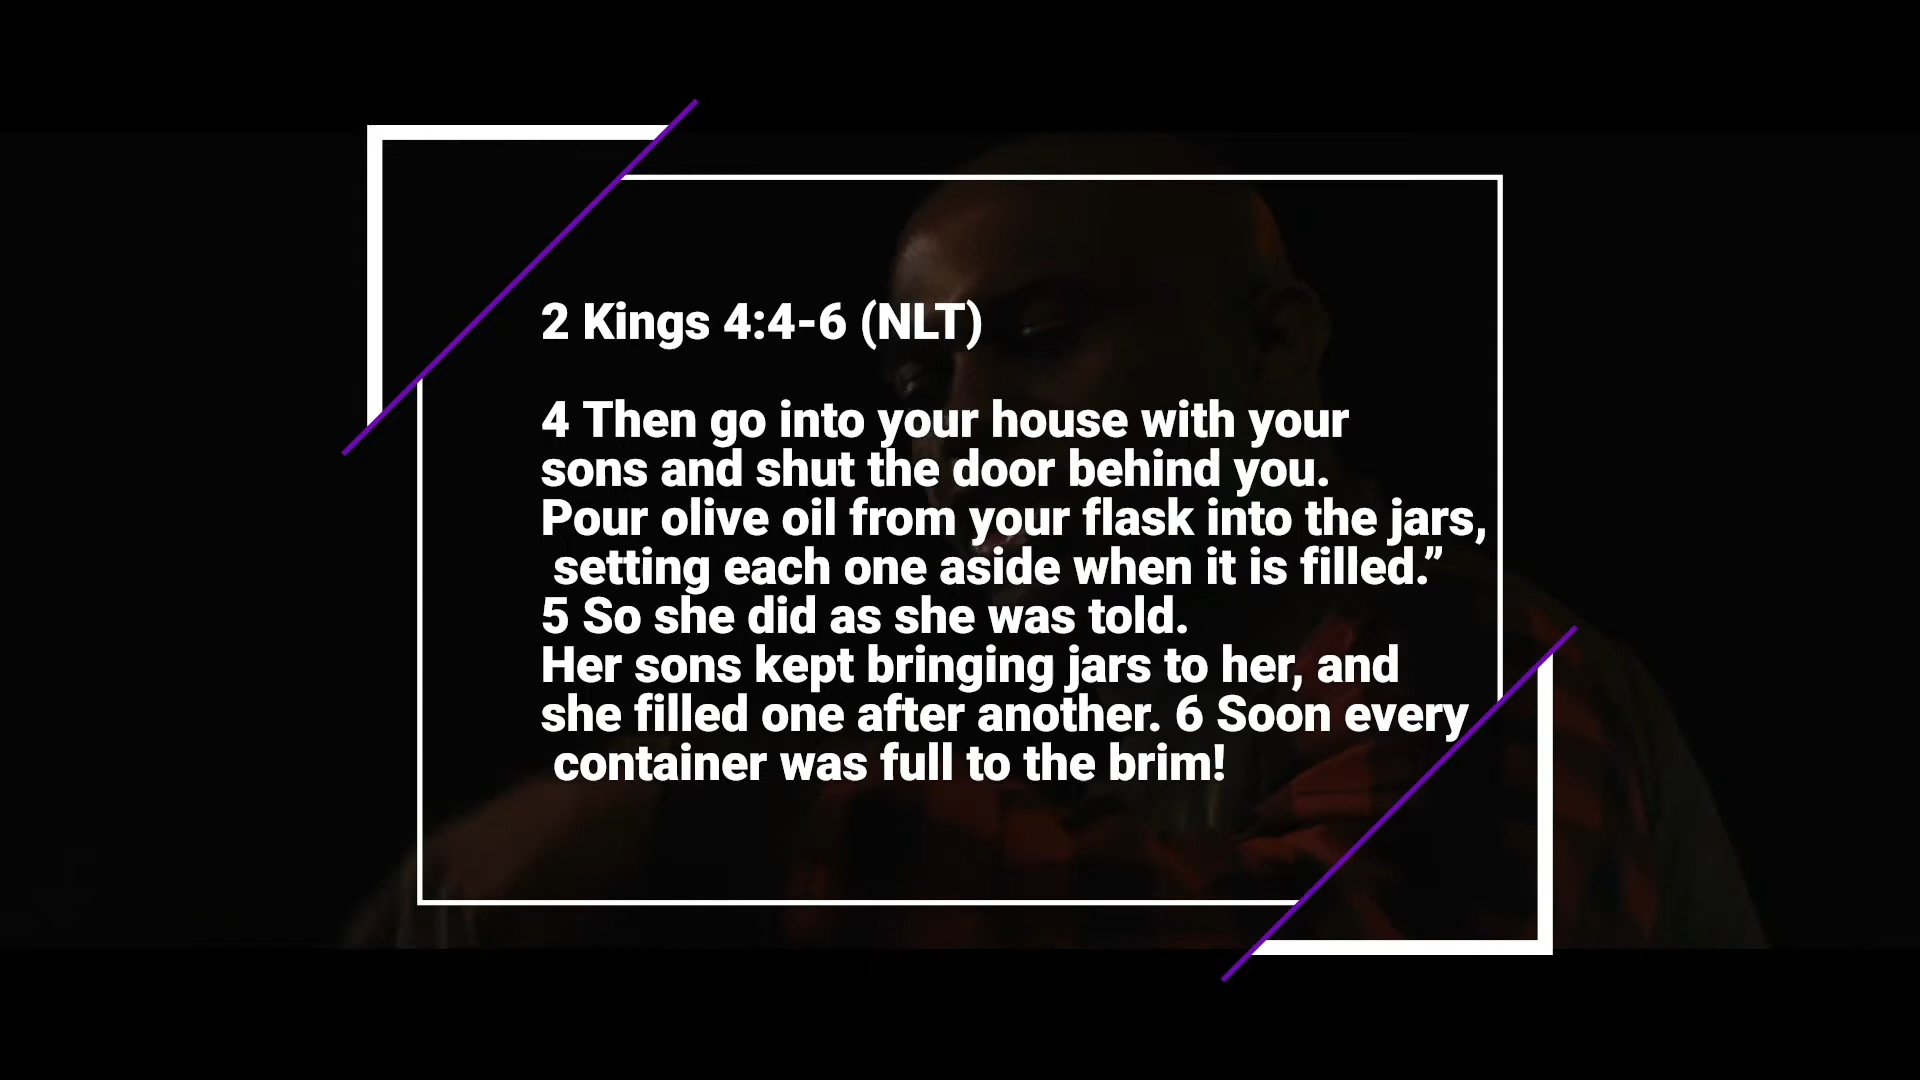 2 Kings 4:4-6 (NLT)
4 Then go into your house with your
sons and shut the door behind you.
Pour olive oil from your flask into the jars,
setting each one aside when it is filled.”
5 So she did as she was told.
Her sons kept bringing jars to her, and
she filled one after another. 6 Soon every
container was full to the brim!